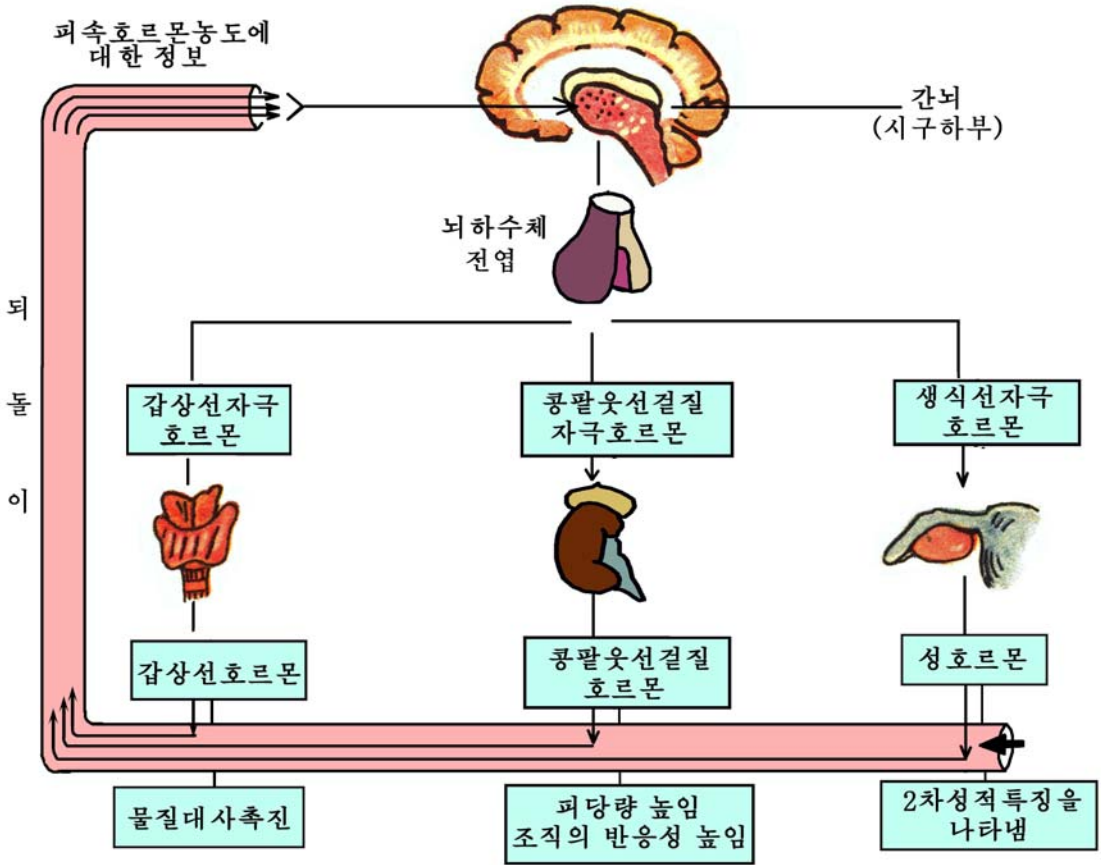 피속호르몬농도에
대한 정보
간뇌
(시구하부)
뇌하수체
전엽
되
돌
이
갑상선자극
호르몬
콩팥웃선겉질
자극호르몬
생식선자극
호르몬
갑상선호르몬
콩팥웃선겉질
호르몬
성호르몬
물질대사촉진
피당량 높임
조직의 반응성 높임
2차성적특징을
나타냄